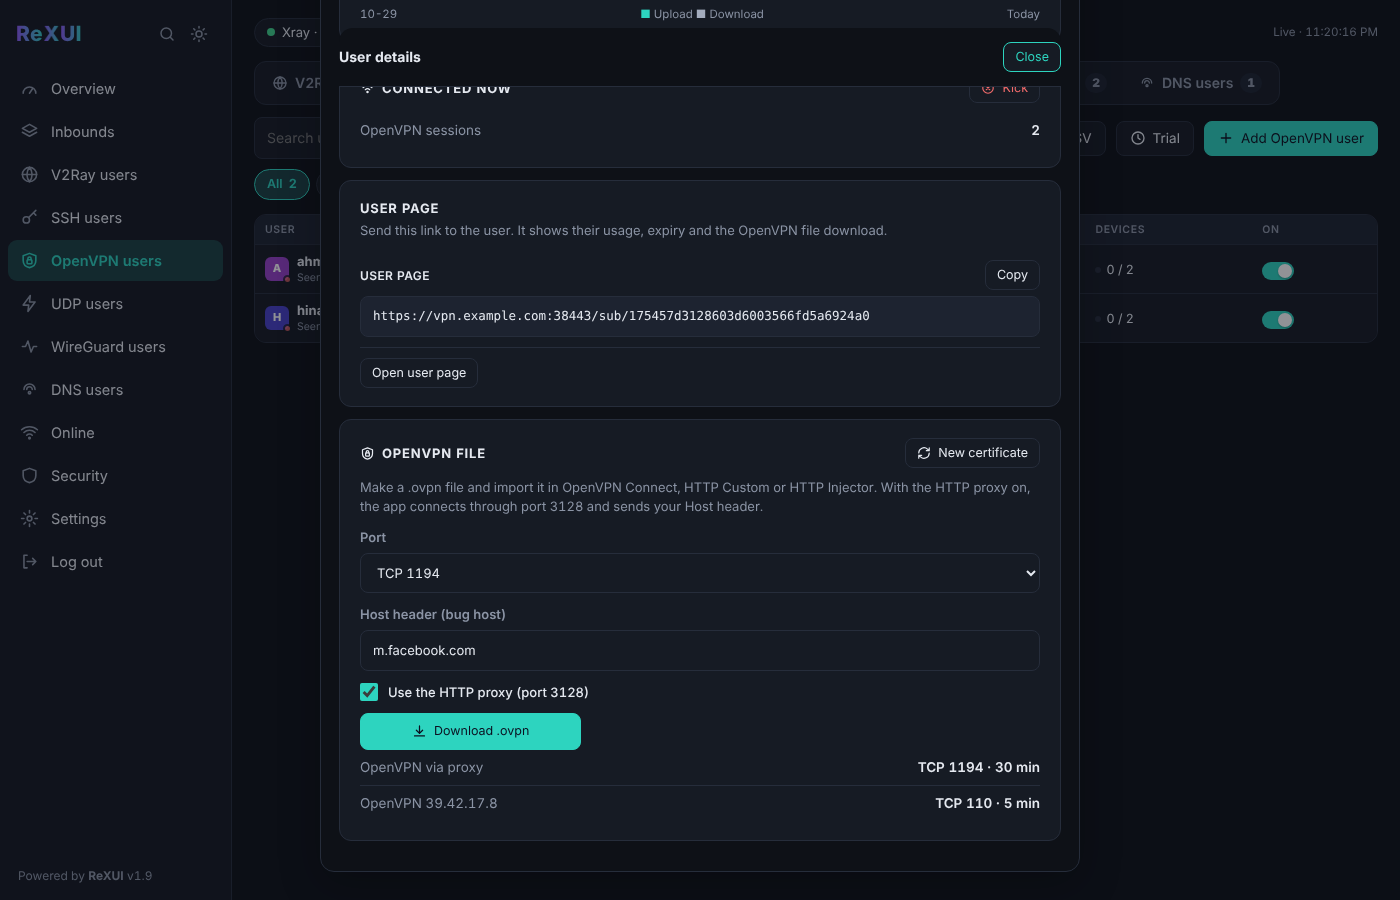 ReXUI
Xray ·
Live · 11:20:16 PM
Overview
Inbounds
V2Ray users
SSH users
OpenVPN users
UDP users
WireGuard users
DNS users
Online
Security
Settings
Log out
Powered by ReXUI v1.9
2
DNS users 1
Trial
Add OpenVPN user
All 2
USER
DEVICES
ON
A
0 / 2
H
0 / 2
10-29
Upload
Download
Today
User details
Close
CONNECTED NOW
Kick
OpenVPN sessions
2
USER PAGE
Send this link to the user. It shows their usage, expiry and the OpenVPN file download.
USER PAGE
Copy
https://vpn.example.com:38443/sub/175457d3128603d6003566fd5a6924a0
Open user page
OPENVPN FILE
New certificate
Make a .ovpn file and import it in OpenVPN Connect, HTTP Custom or HTTP Injector. With the HTTP proxy on,
the app connects through port 3128 and sends your Host header.
Port
TCP 1194
Host header (bug host)
m.facebook.com
Use the HTTP proxy (port 3128)
Download .ovpn
OpenVPN via proxy
TCP 1194 · 30 min
OpenVPN 39.42.17.8
TCP 110 · 5 min